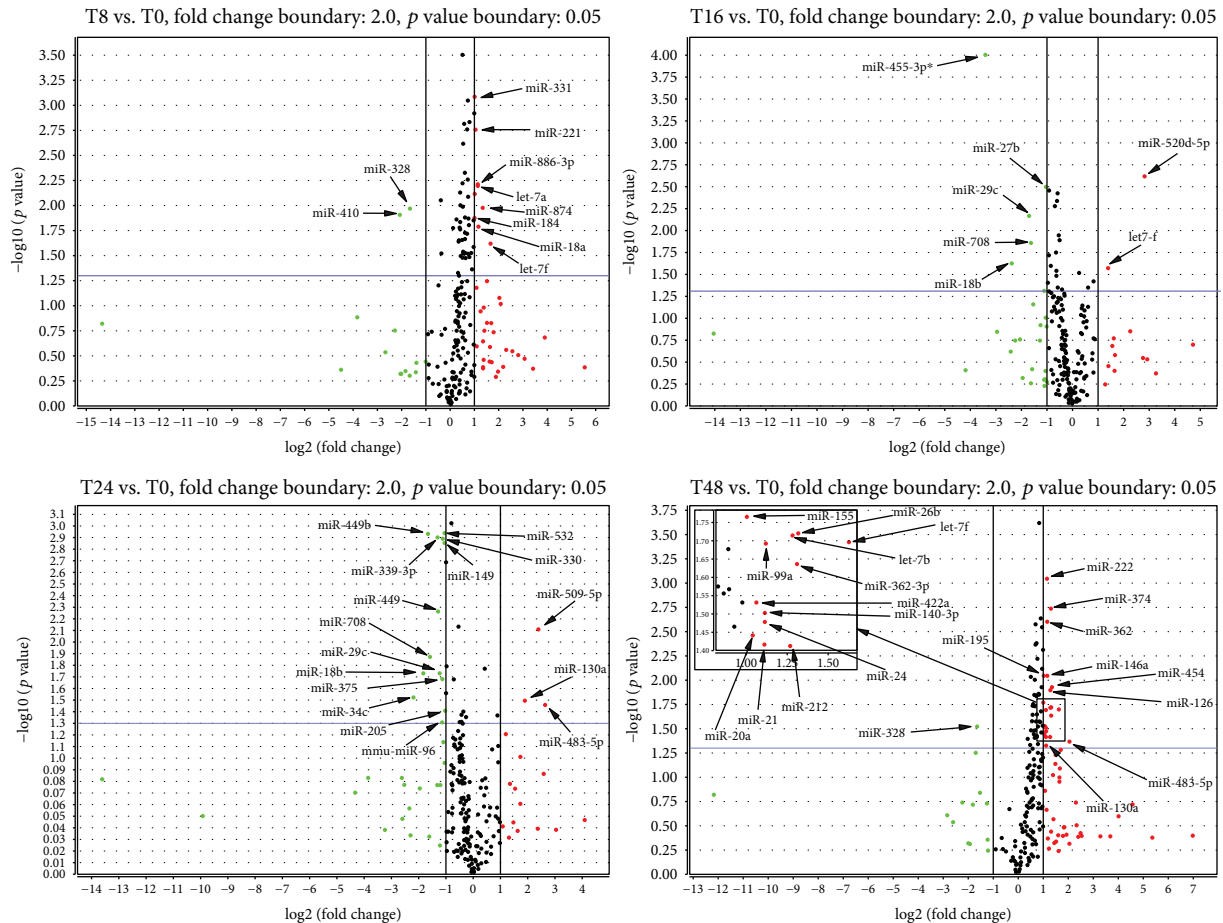 T8 vs. T0, fold change boundary: 2.0, p value boundary: 0.05
−log10 (p value)
3.50
3.25
3.00
2.75
2.50
2.25
2.00
1.75
1.50
1.25
1.00
0.75
0.50
0.25
0.00
miR-331
miR-221
miR-886-3p
miR-328
let-7a
miR-410
miR-874
miR-184
miR-18a
let-7f
−15 −14 −13 −12 −11 −10 −9 −8 −7 −6 −5 −4 −3 −2 −1 0 1 2 3 4 5 6
log2 (fold change)
T16 vs. T0, fold change boundary: 2.0, p value boundary: 0.05
−log10 (p value)
4.00
3.75
3.50
3.25
3.00
2.75
2.50
2.25
2.00
1.75
1.50
1.25
1.00
0.75
0.50
0.25
0.00
miR-455-3p*
miR-27b
miR-520d-5p
miR-29c
miR-708
let7-f
miR-18b
−14 −13 −12 −11 −10 −9 −8 −7 −6 −5 −4 −3 −2 −1 0 1 2 3 4 5
log2 (fold change)
T24 vs. T0, fold change boundary: 2.0, p value boundary: 0.05
−log10 (p value)
3.1
3.0
2.9
2.8
2.7
2.6
2.5
2.4
2.3
2.2
2.1
2.0
1.9
1.8
1.7
1.6
1.5
1.4
1.3
1.2
1.1
1.0
0.09
0.08
0.07
0.06
0.05
0.04
0.03
0.02
0.01
0.00
miR-449b
miR-532
miR-330
miR-339-3p
miR-149
miR-449
miR-509-5p
miR-708
miR-29c
miR-130a
miR-18b
miR-375
miR-34c
miR-205
miR-483-5p
mmu-miR-96
−14 −13 −12 −11 −10 −9 −8 −7 −6 −5 −4 −3 −2 −1 0 1 2 3 4
log2 (fold change)
T48 vs. T0, fold change boundary: 2.0, p value boundary: 0.05
−log10 (p value)
3.75
3.50
3.25
3.00
2.75
2.50
2.25
2.00
1.75
1.50
1.25
1.00
0.75
0.50
0.25
0.00
1.75
1.70
1.65
1.60
1.55
1.50
1.45
1.40
1.00 1.25 1.50
miR-155
miR-26b
let-7f
let-7b
miR-99a
miR-362-3p
miR-422a
miR-140-3p
miR-24
miR-212
miR-21
miR-20a
miR-222
miR-374
miR-362
miR-195
miR-146a
miR-454
miR-126
miR-328
miR-483-5p
miR-130a
−13 −12 −11 −10 −9 −8 −7 −6 −5 −4 −3 −2 −1 0 1 2 3 4 5 6 7
log2 (fold change)